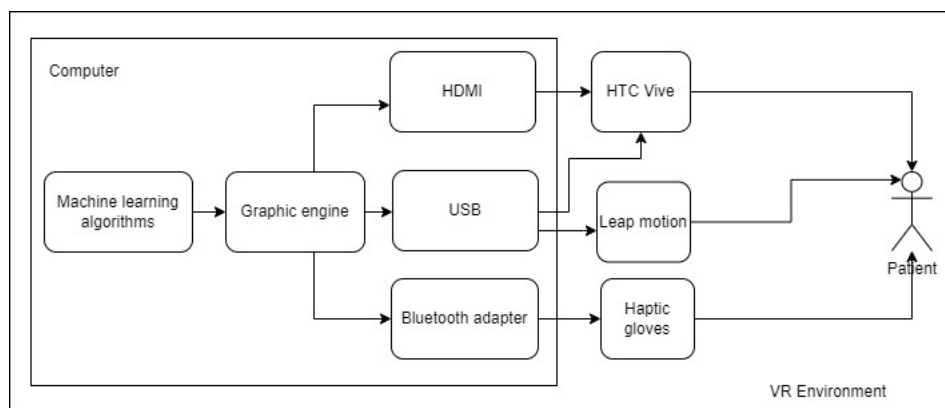 Computer
HDMI
HTC Vive
Machine learning
algorithms
Graphic engine
USB
Leap motion
Patient
Bluetooth adapter
Haptic
gloves
VR Environment